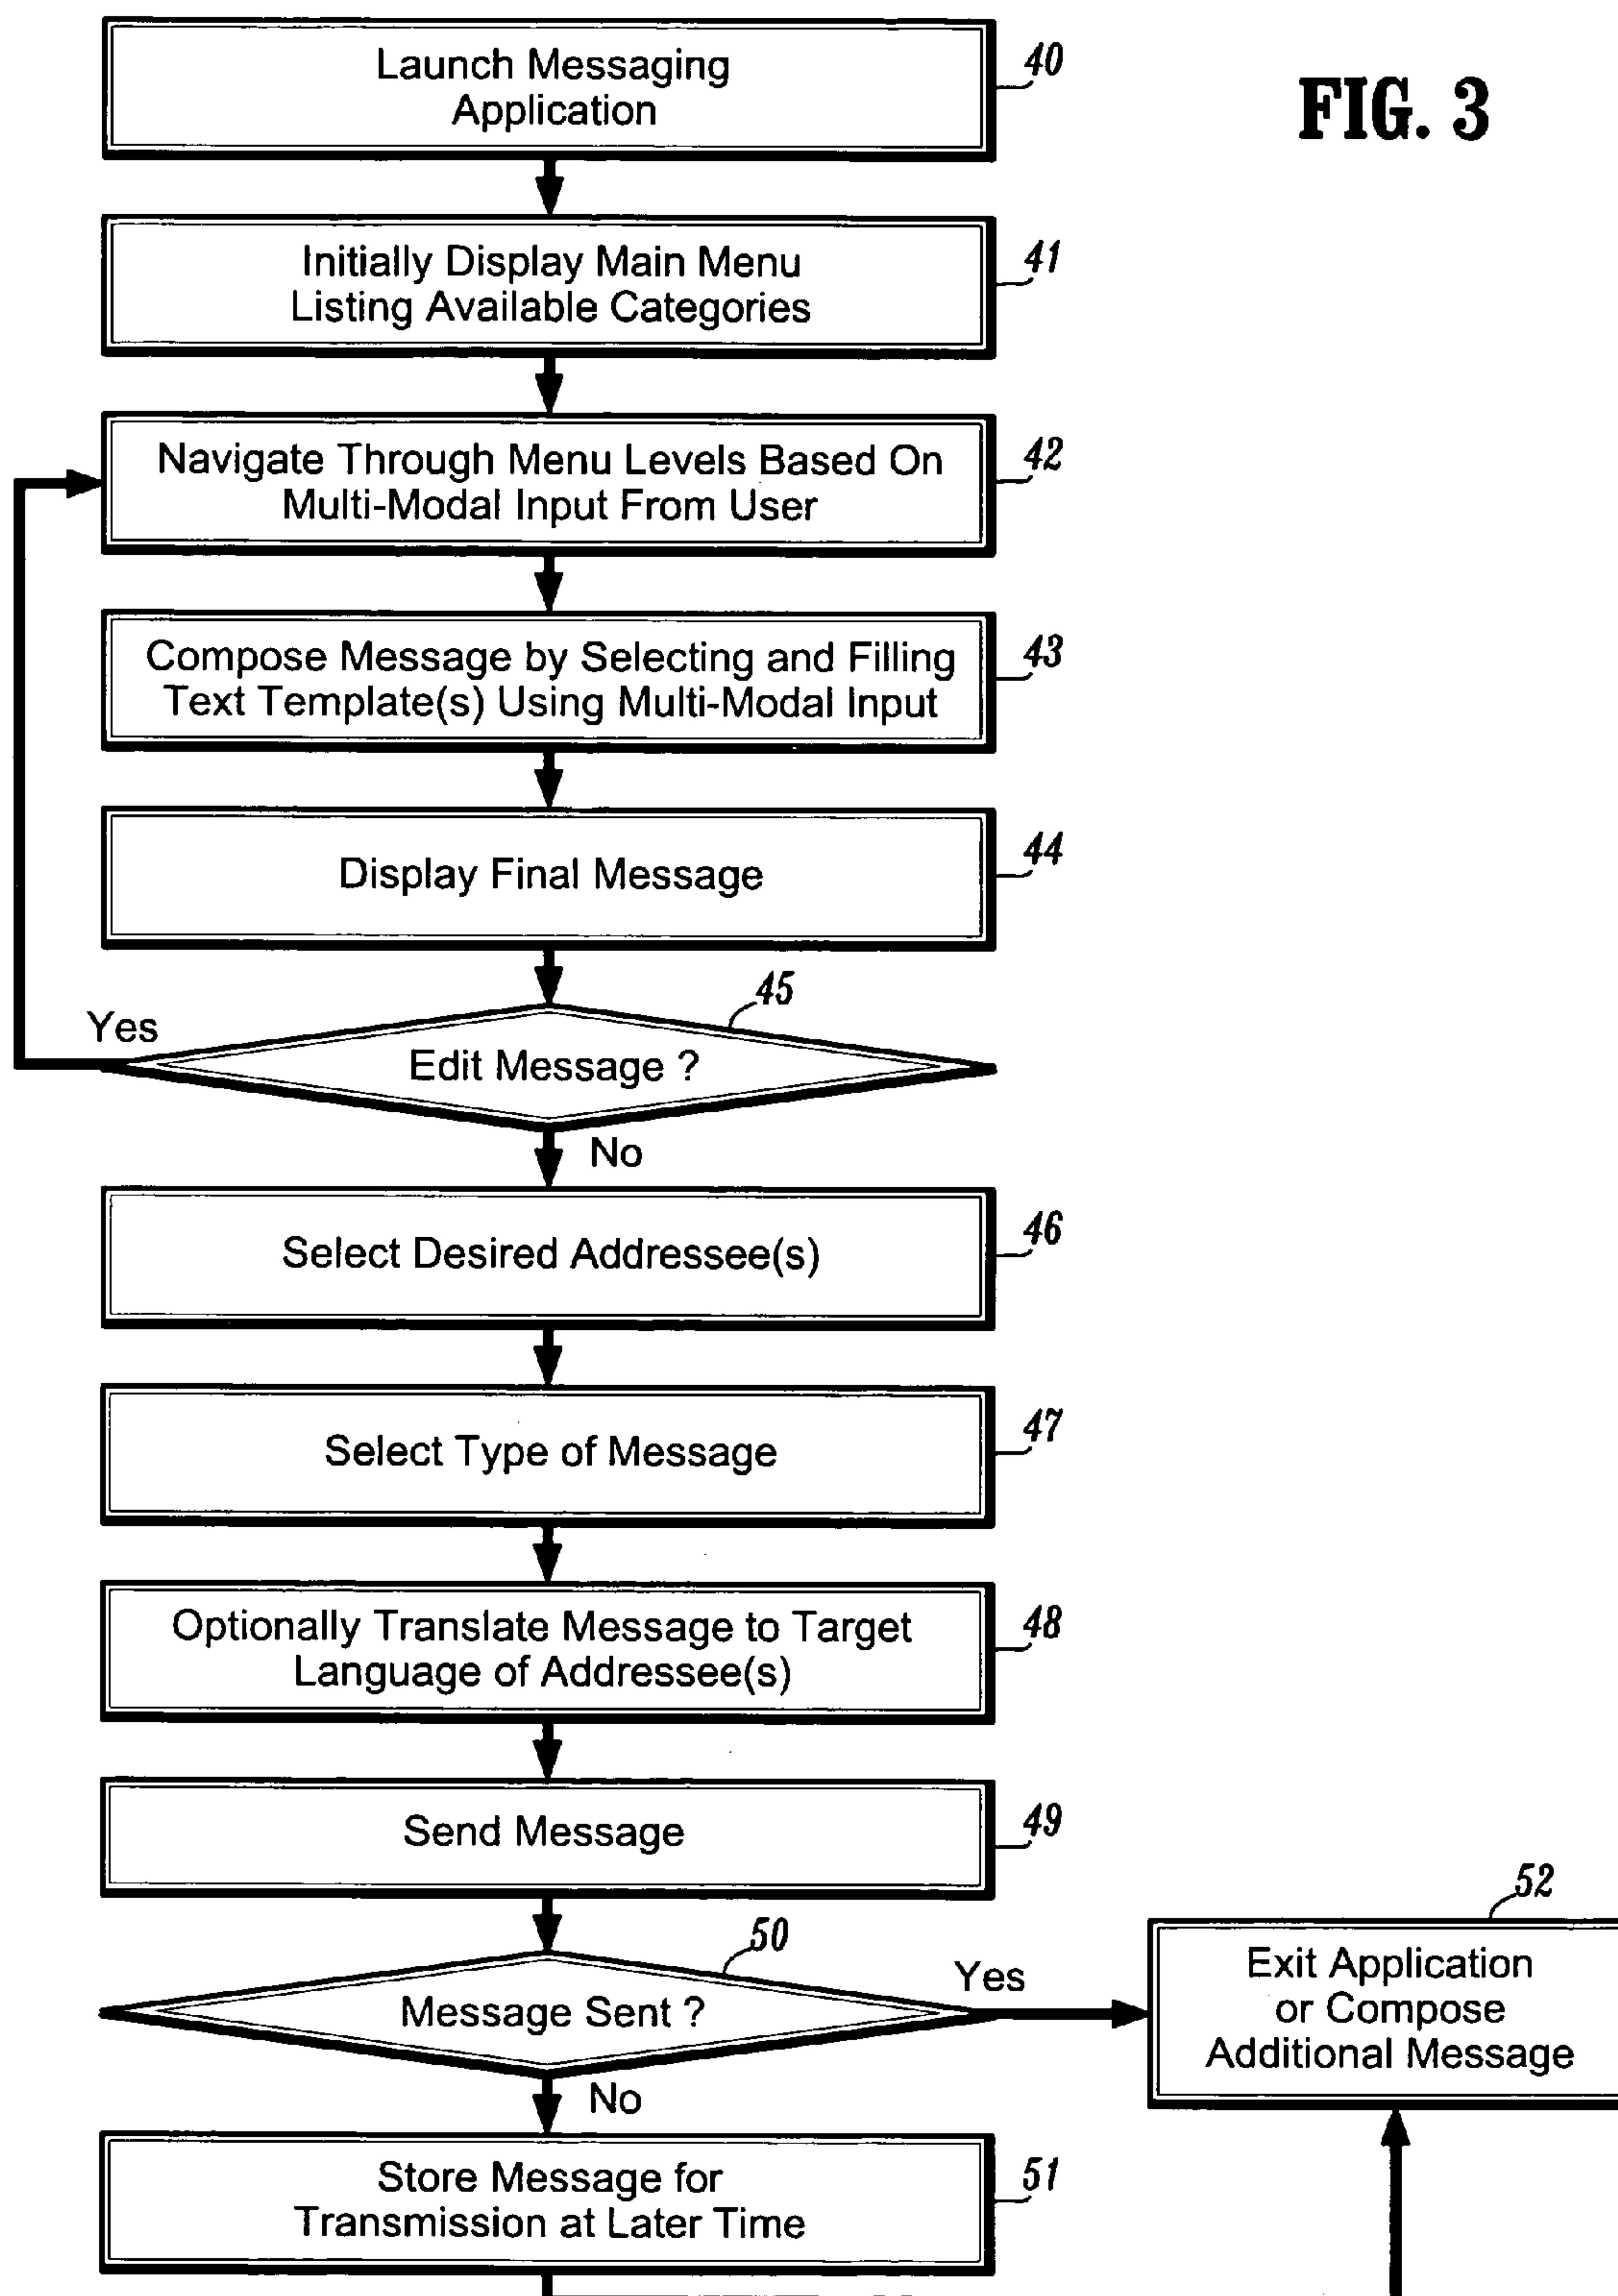 FIG. 3
Launch Messaging
Application
40
Initially Display Main Menu
Listing Available Categories
41
Navigate Through Menu Levels Based On
Multi-Modal Input From User
42
Compose Message by Selecting and Filling
Text Template(s) Using Multi-Modal Input
43
Display Final Message
44
45
Yes
Edit Message ?
No
Select Desired Addressee(s)
46
Select Type of Message
47
Optionally Translate Message to Target
Language of Addressee(s)
48
Send Message
49
50
Message Sent ?
Yes
52
Exit Application
or Compose
Additional Message
No
Store Message for
Transmission at Later Time
51